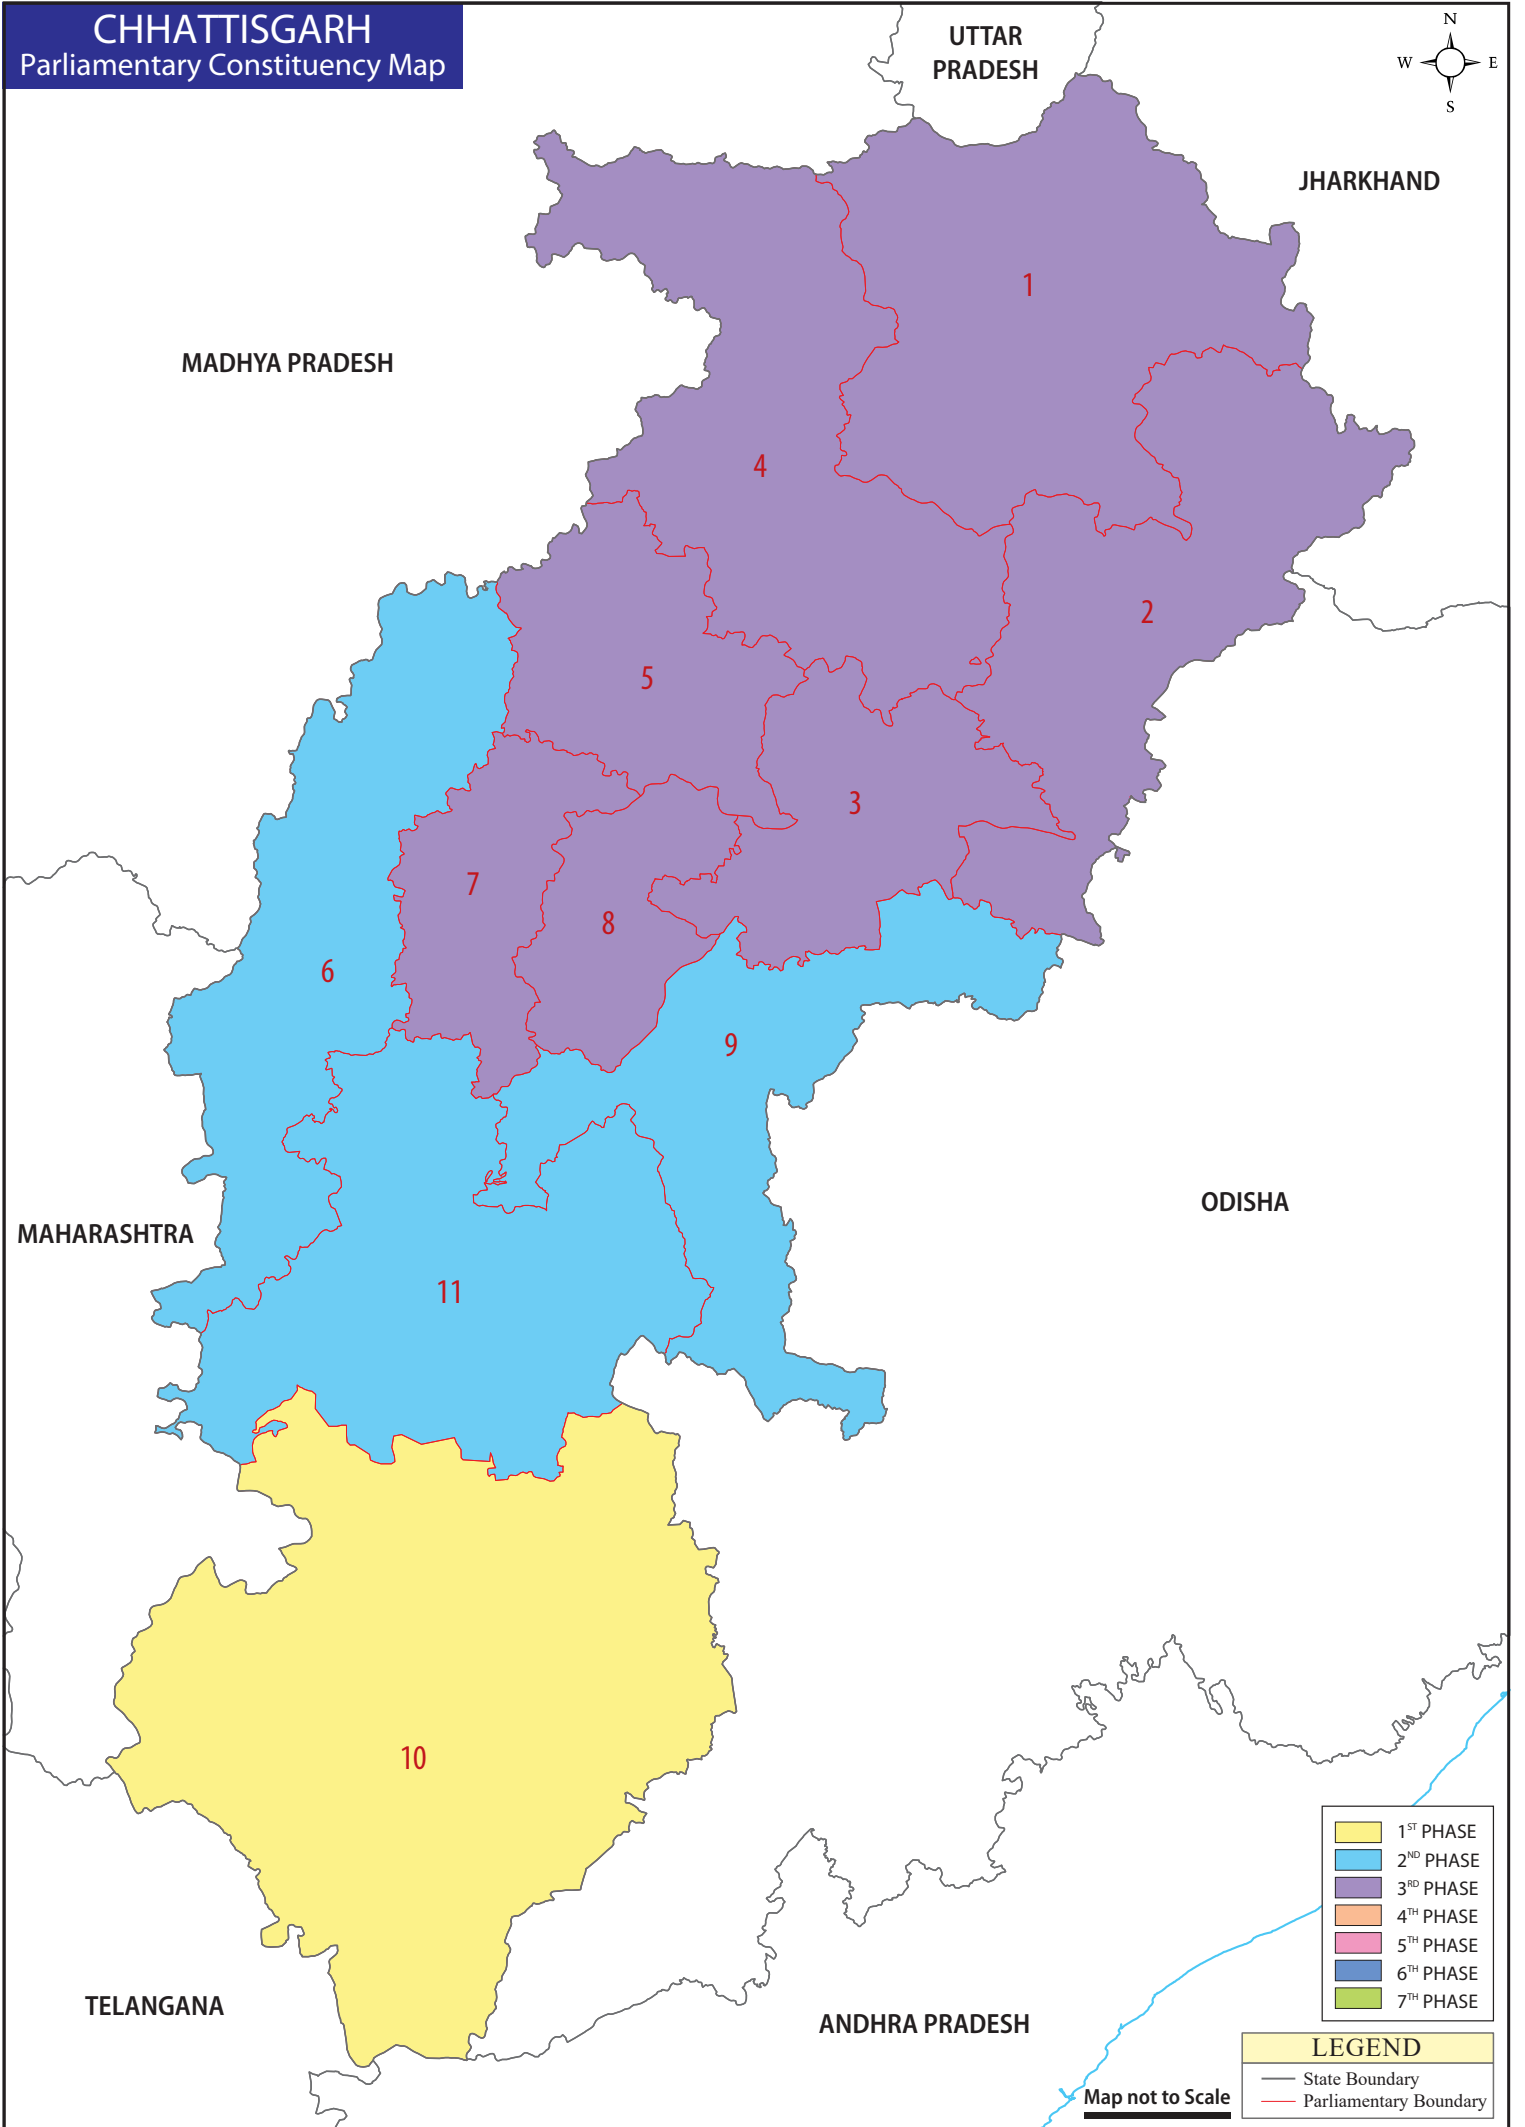 CHHATTISGARH
Parliamentary Constituency Map
UTTAR
PRADESH
N
W
E
S
JHARKHAND
1
MADHYA PRADESH
4
2
5
3
7
8
6
9
ODISHA
MAHARASHTRA
11
10
1ST PHASE
2ND PHASE
3RD PHASE
4TH PHASE
5TH PHASE
6TH PHASE
7TH PHASE
TELANGANA
ANDHRA PRADESH
LEGEND
State Boundary
Parliamentary Boundary
Map not to Scale